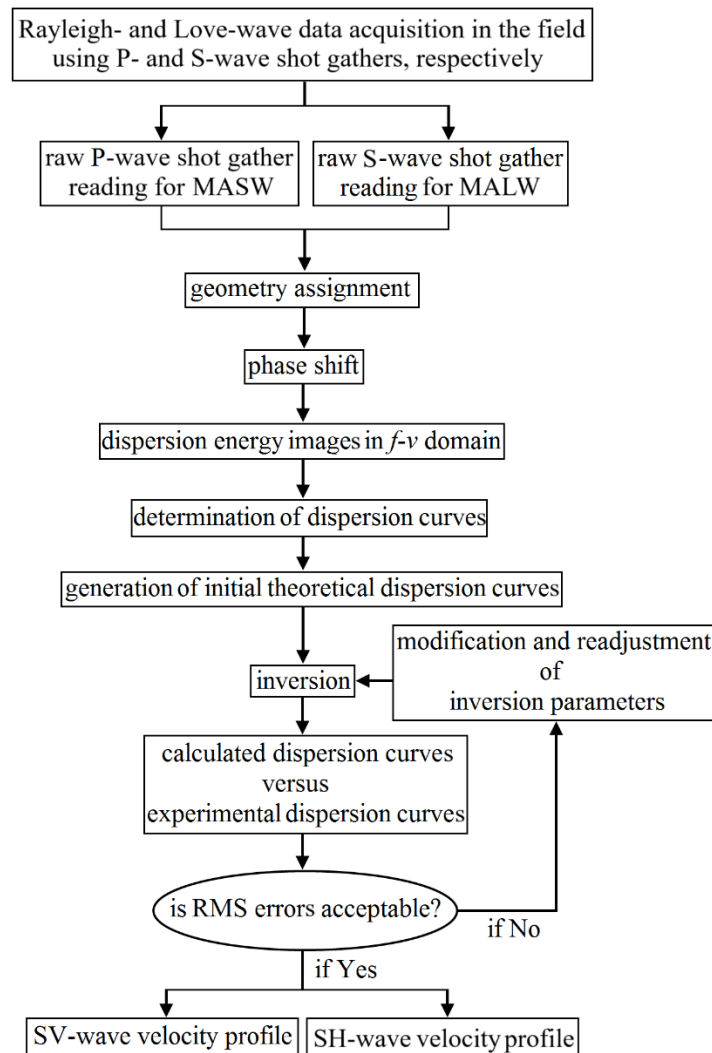 Rayleigh- and Love-wave data acquisition in the field
using P- and S-wave shot gathers, respectively
raw P-wave shot gather
reading for MASW
raw S-wave shot gather
reading for MALW
geometry assignment
phase shift
dispersion energy images in f-v domain
determination of dispersion curves
generation of initial theoretical dispersion curves
modification and readjustment
of
inversion parameters
inversion
calculated dispersion curves
versus
experimental dispersion curves
is RMS errors acceptable?
if No
if Yes
SV-wave velocity profile
SH-wave velocity profile